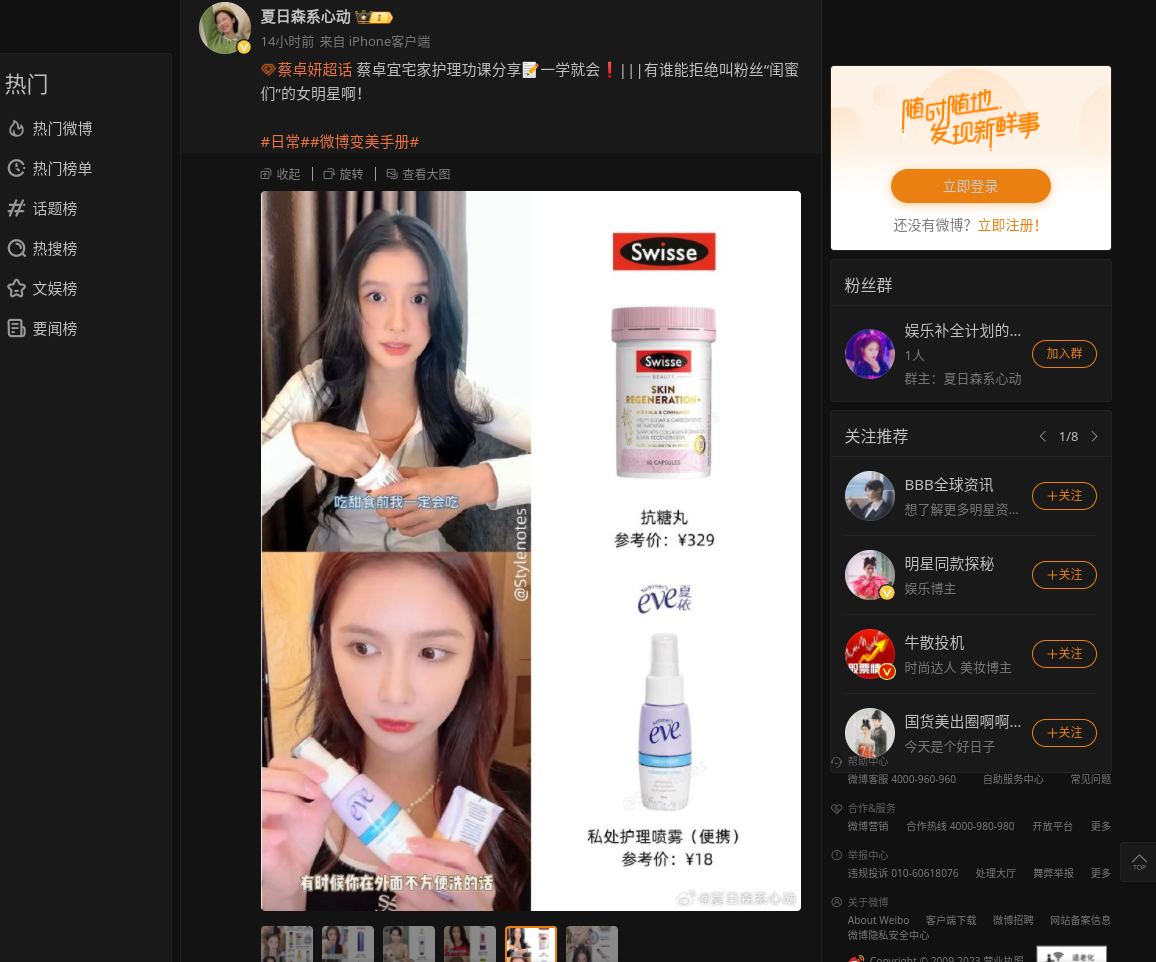 热门
热门微博
热门榜单
话题榜
热搜榜
文娱榜
要闻榜
夏日森系心动
14小时前 来自 iPhone客户端
蔡卓妍超话 蔡卓宜宅家护理功课分享📝一学就会❗|||有谁能拒绝叫粉丝“闺蜜
们”的女明星啊！
#日常##微博变美手册#
收起
旋转
查看大图
吃甜食前我一定会吃
@Stylenotes
有时候你在外面不方便洗的话
Swisse
Swisse
BEAUTY
SKIN
REGENERATION+
CAPSULES
抗糖丸
参考价：¥329
summer's
eve 夏依
summer's
eve
私处护理喷雾（便携）
参考价：¥18
@夏日森系心动
随时随地
发现新鲜事
立即登录
还没有微博？立即注册！
粉丝群
娱乐补全计划的...
1人
群主：夏日森系心动
加入群
关注推荐
1/8
BBB全球资讯
想了解更多明星资...
＋关注
明星同款探秘
娱乐博主
＋关注
牛散投机
时尚达人 美妆博主
＋关注
国货美出圈啊啊...
今天是个好日子
＋关注
帮助中心
微博客服 4000-960-960 自助服务中心 常见问题
合作&服务
微博营销 合作热线 4000-980-980 开放平台 更多
举报中心
违规投诉 010-60618076 处理大厅 舞弊举报 更多
关于微博
About Weibo 客户端下载 微博招聘 网站备案信息
微博隐私安全中心
Copyright © 2009-2023 营业执照
适老化
TOP